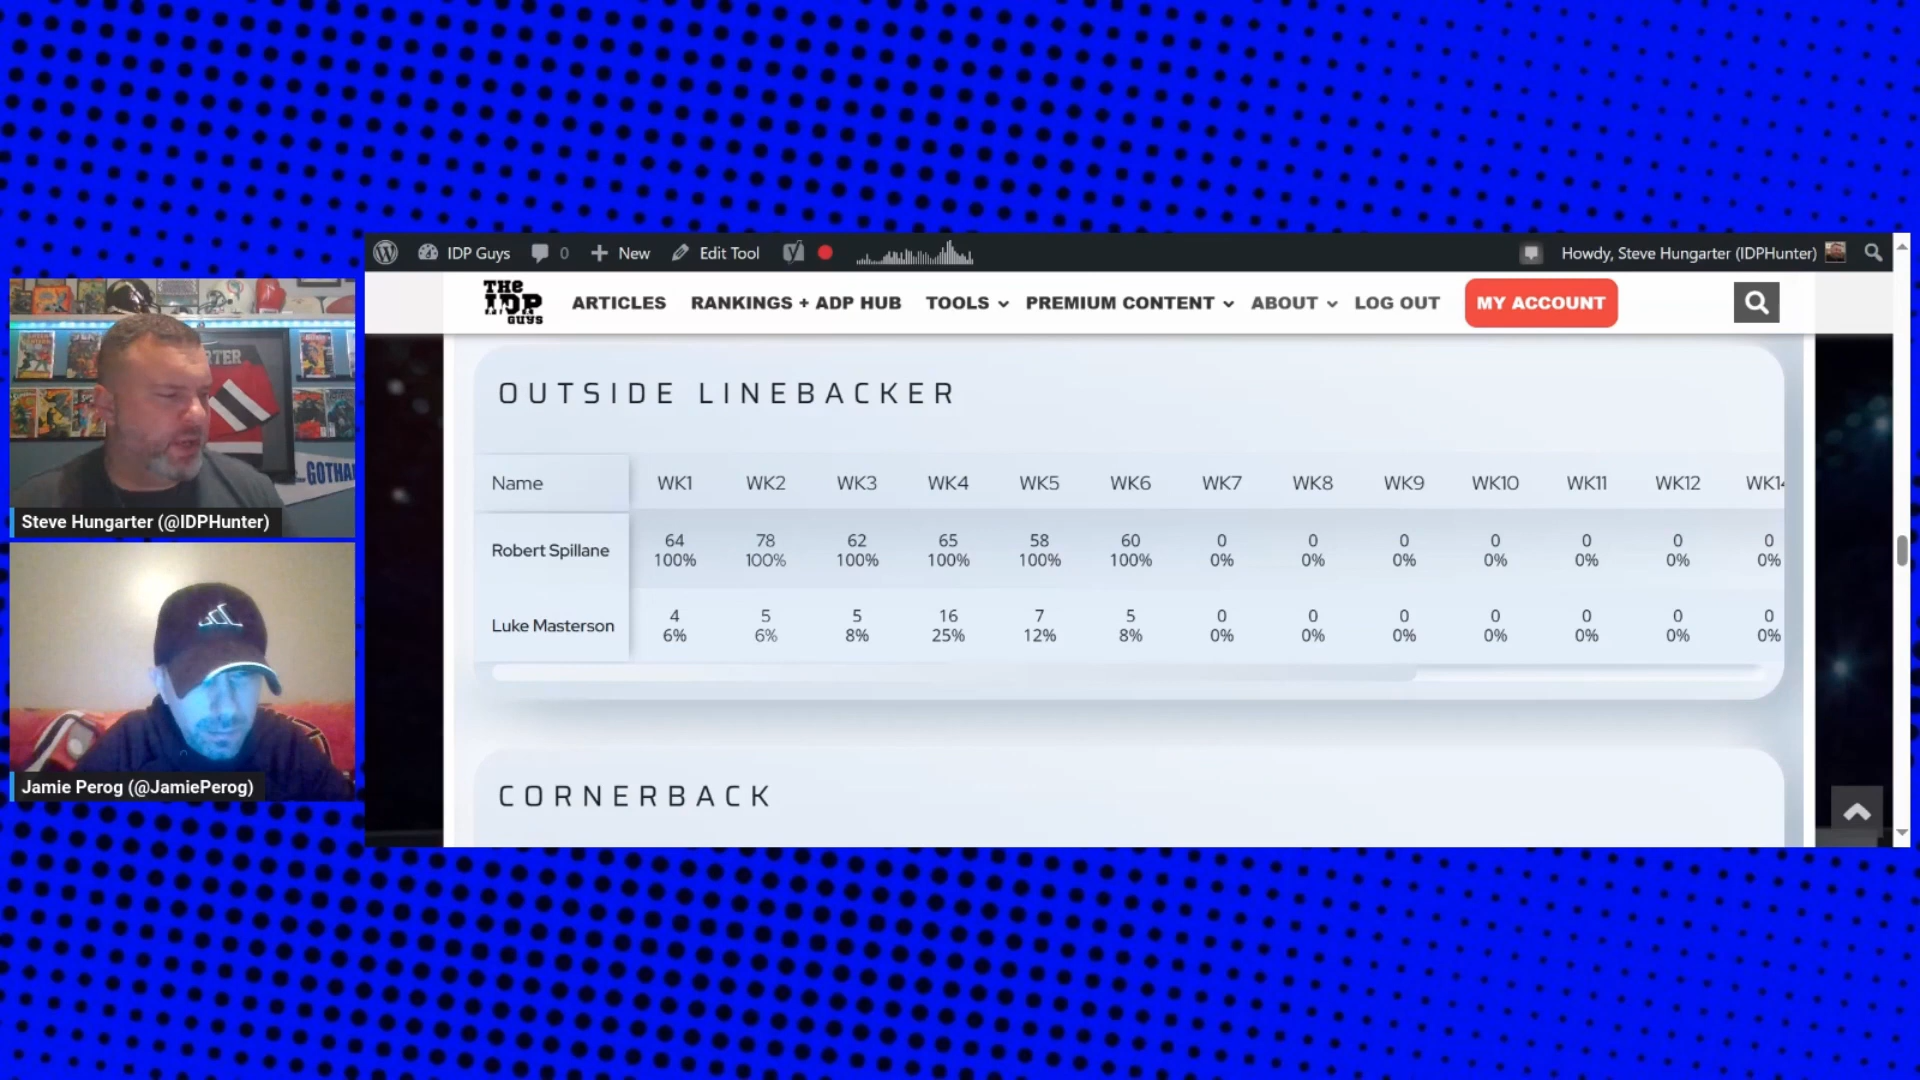 IDP Guys 0 New Edit Tool Howdy, Steve Hungarter (IDPHunter)
THE IDP GUYS ARTICLES RANKINGS + ADP HUB TOOLS PREMIUM CONTENT ABOUT LOG OUT MY ACCOUNT
OUTSIDE LINEBACKER
Name WK1 WK2 WK3 WK4 WK5 WK6 WK7 WK8 WK9 WK10 WK11 WK12
Robert Spillane
64 78 62 65 58 60 0 0 0 0 0 0 0
100% 100% 100% 100% 100% 100% 0% 0% 0% 0% 0% 0% 0%
Luke Masterson
4 5 5 16 7 5 0 0 0 0 0 0 0
6% 6% 8% 25% 12% 8% 0% 0% 0% 0% 0% 0% 0%
CORNERBACK
GOTHA
Steve Hungarter (@IDPHunter)
Jamie Perog (@JamiePerog)